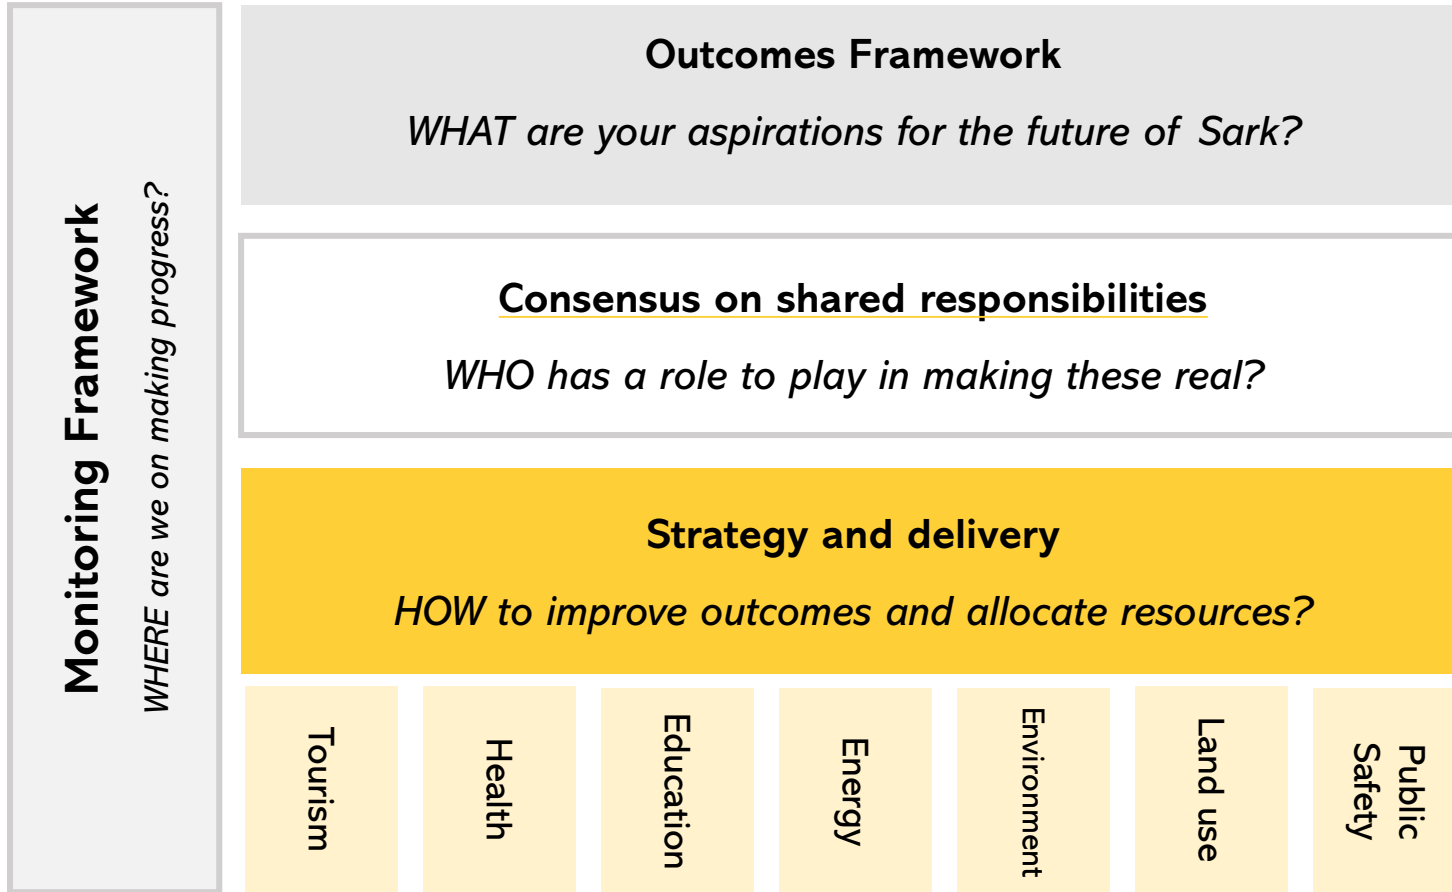 Monitoring Framework
WHERE are we on making progress?
Outcomes Framework
WHAT are your aspirations for the future of Sark?
Consensus on shared responsibilities
WHO has a role to play in making these real?
Strategy and delivery
HOW to improve outcomes and allocate resources?
Tourism
Health
Education
Energy
Environment
Land use
Public
Safety